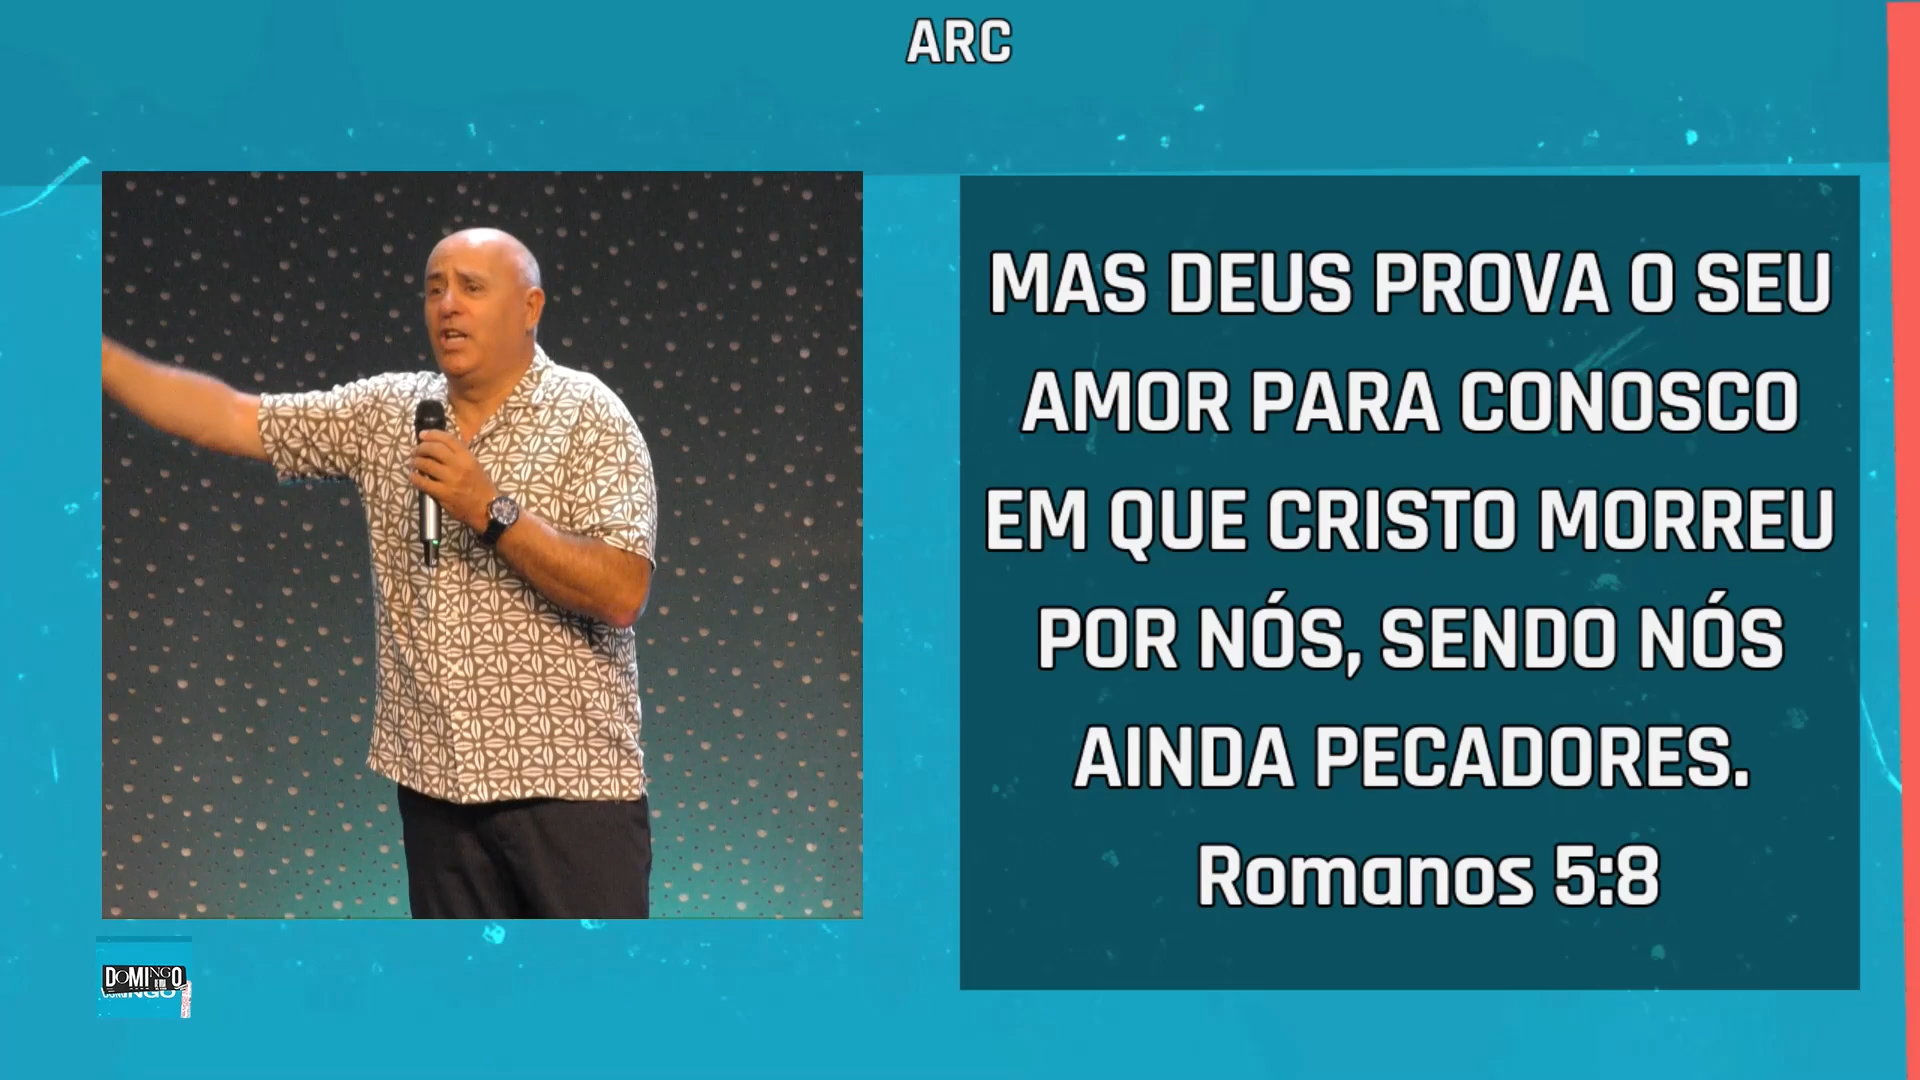 ARC
MAS DEUS PROVA O SEU
AMOR PARA CONOSCO
EM QUE CRISTO MORREU
POR NÓS, SENDO NÓS
AINDA PECADORES.
Romanos 5:8
DOMINGO